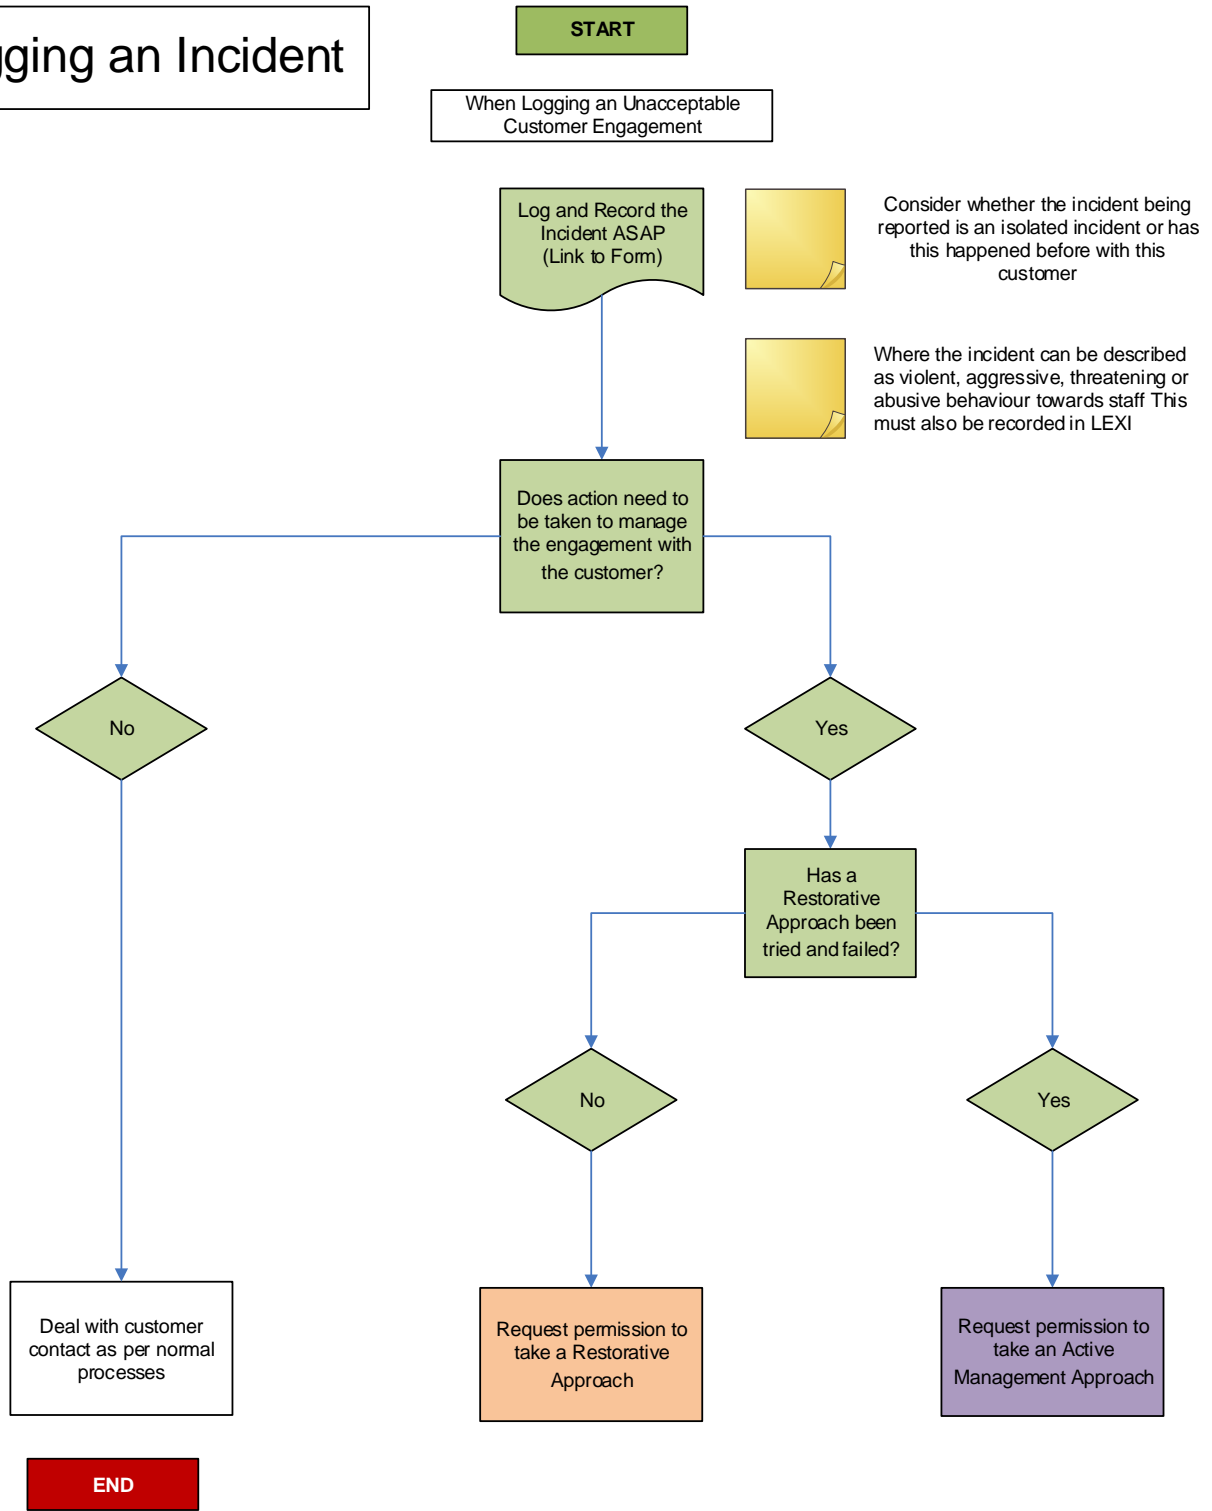 gging an Incident
START
When Logging an Unacceptable
Customer Engagement
Log and Record the
Incident ASAP
(Link to Form)
Consider whether the incident being
reported is an isolated incident or has
this happened before with this
customer
Where the incident can be described
as violent, aggressive, threatening or
abusive behaviour towards staff This
must also be recorded in LEXI
Does action need to
be taken to manage
the engagement with
the customer?
No
Yes
Has a
Restorative
Approach been
tried and failed?
No
Yes
Deal with customer
contact as per normal
processes
Request permission to
take a Restorative
Approach
Request permission to
take an Active
Management Approach
END